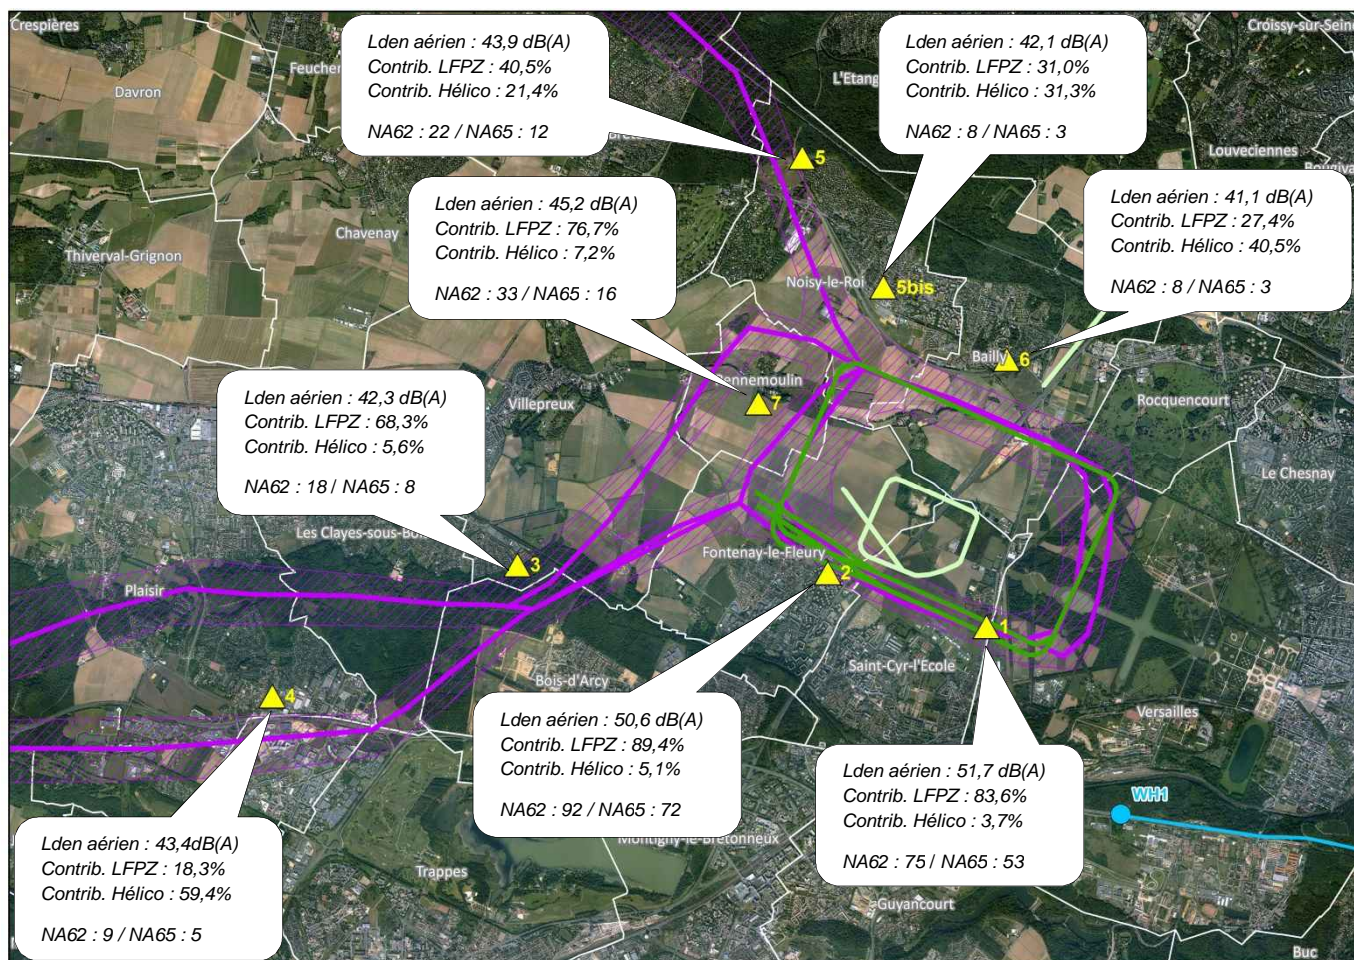 Crespières
Croissy-sur-Seine
Davron
L'Etang
Louveciennes
Lden aérien : 43,9 dB(A)
Contrib. LFPZ : 40,5%
Contrib. Hélico : 21,4%
NA62 : 22 / NA65 : 12
Lden aérien : 42,1 dB(A)
Contrib. LFPZ : 31,0%
Contrib. Hélico : 31,3%
NA62 : 8 / NA65 : 3
5
Lden aérien : 45,2 dB(A)
Contrib. LFPZ : 76,7%
Contrib. Hélico : 7,2%
NA62 : 33 / NA65 : 16
Lden aérien : 41,1 dB(A)
Contrib. LFPZ : 27,4%
Contrib. Hélico : 40,5%
NA62 : 8 / NA65 : 3
Chavenay
Thiverval-Grignon
Noisy-le-Roi
5bis
Bailly
6
Rennemoulin
7
Villepreux
Rocquencourt
Le Chesnay
Lden aérien : 42,3 dB(A)
Contrib. LFPZ : 68,3%
Contrib. Hélico : 5,6%
NA62 : 18 / NA65 : 8
Les Clayes-sous-Boi
Fontenay-le-Fleury
3
2
Plaisir
1
Saint-Cyr-l'Ecole
Bois-d'Arcy
4
Versailles
Lden aérien : 50,6 dB(A)
Contrib. LFPZ : 89,4%
Contrib. Hélico : 5,1%
NA62 : 92 / NA65 : 72
Lden aérien : 51,7 dB(A)
Contrib. LFPZ : 83,6%
Contrib. Hélico : 3,7%
NA62 : 75 / NA65 : 53
WH1
Lden aérien : 43,4dB(A)
Contrib. LFPZ : 18,3%
Contrib. Hélico : 59,4%
NA62 : 9 / NA65 : 5
Montigny-le-Bretonneux
Trappes
Guyancourt
Buc